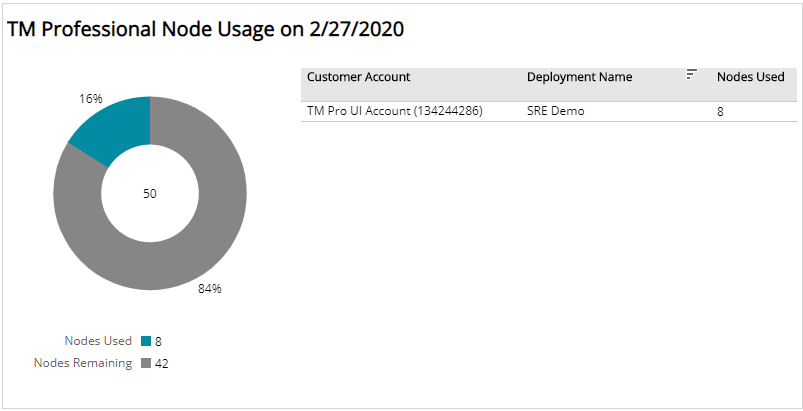 TM Professional Node Usage on 2/27/2020
16%
50
84%
Nodes Used 8
Nodes Remaining 42
Customer Account Deployment Name Nodes Used
TM Pro UI Account (134244286) SRE Demo 8